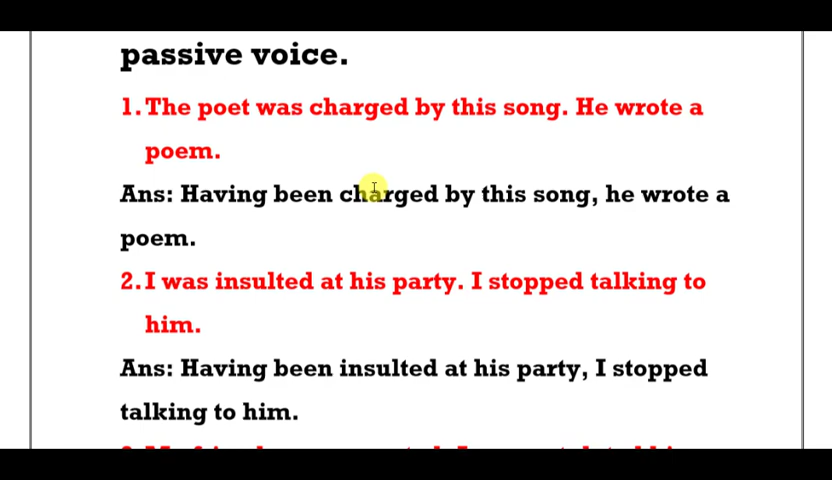 passive voice.
1. The poet was charged by this song. He wrote a
poem.
Ans: Having been charged by this song, he wrote a
poem.
2. I was insulted at his party. I stopped talking to
him.
Ans: Having been insulted at his party, I stopped
talking to him.